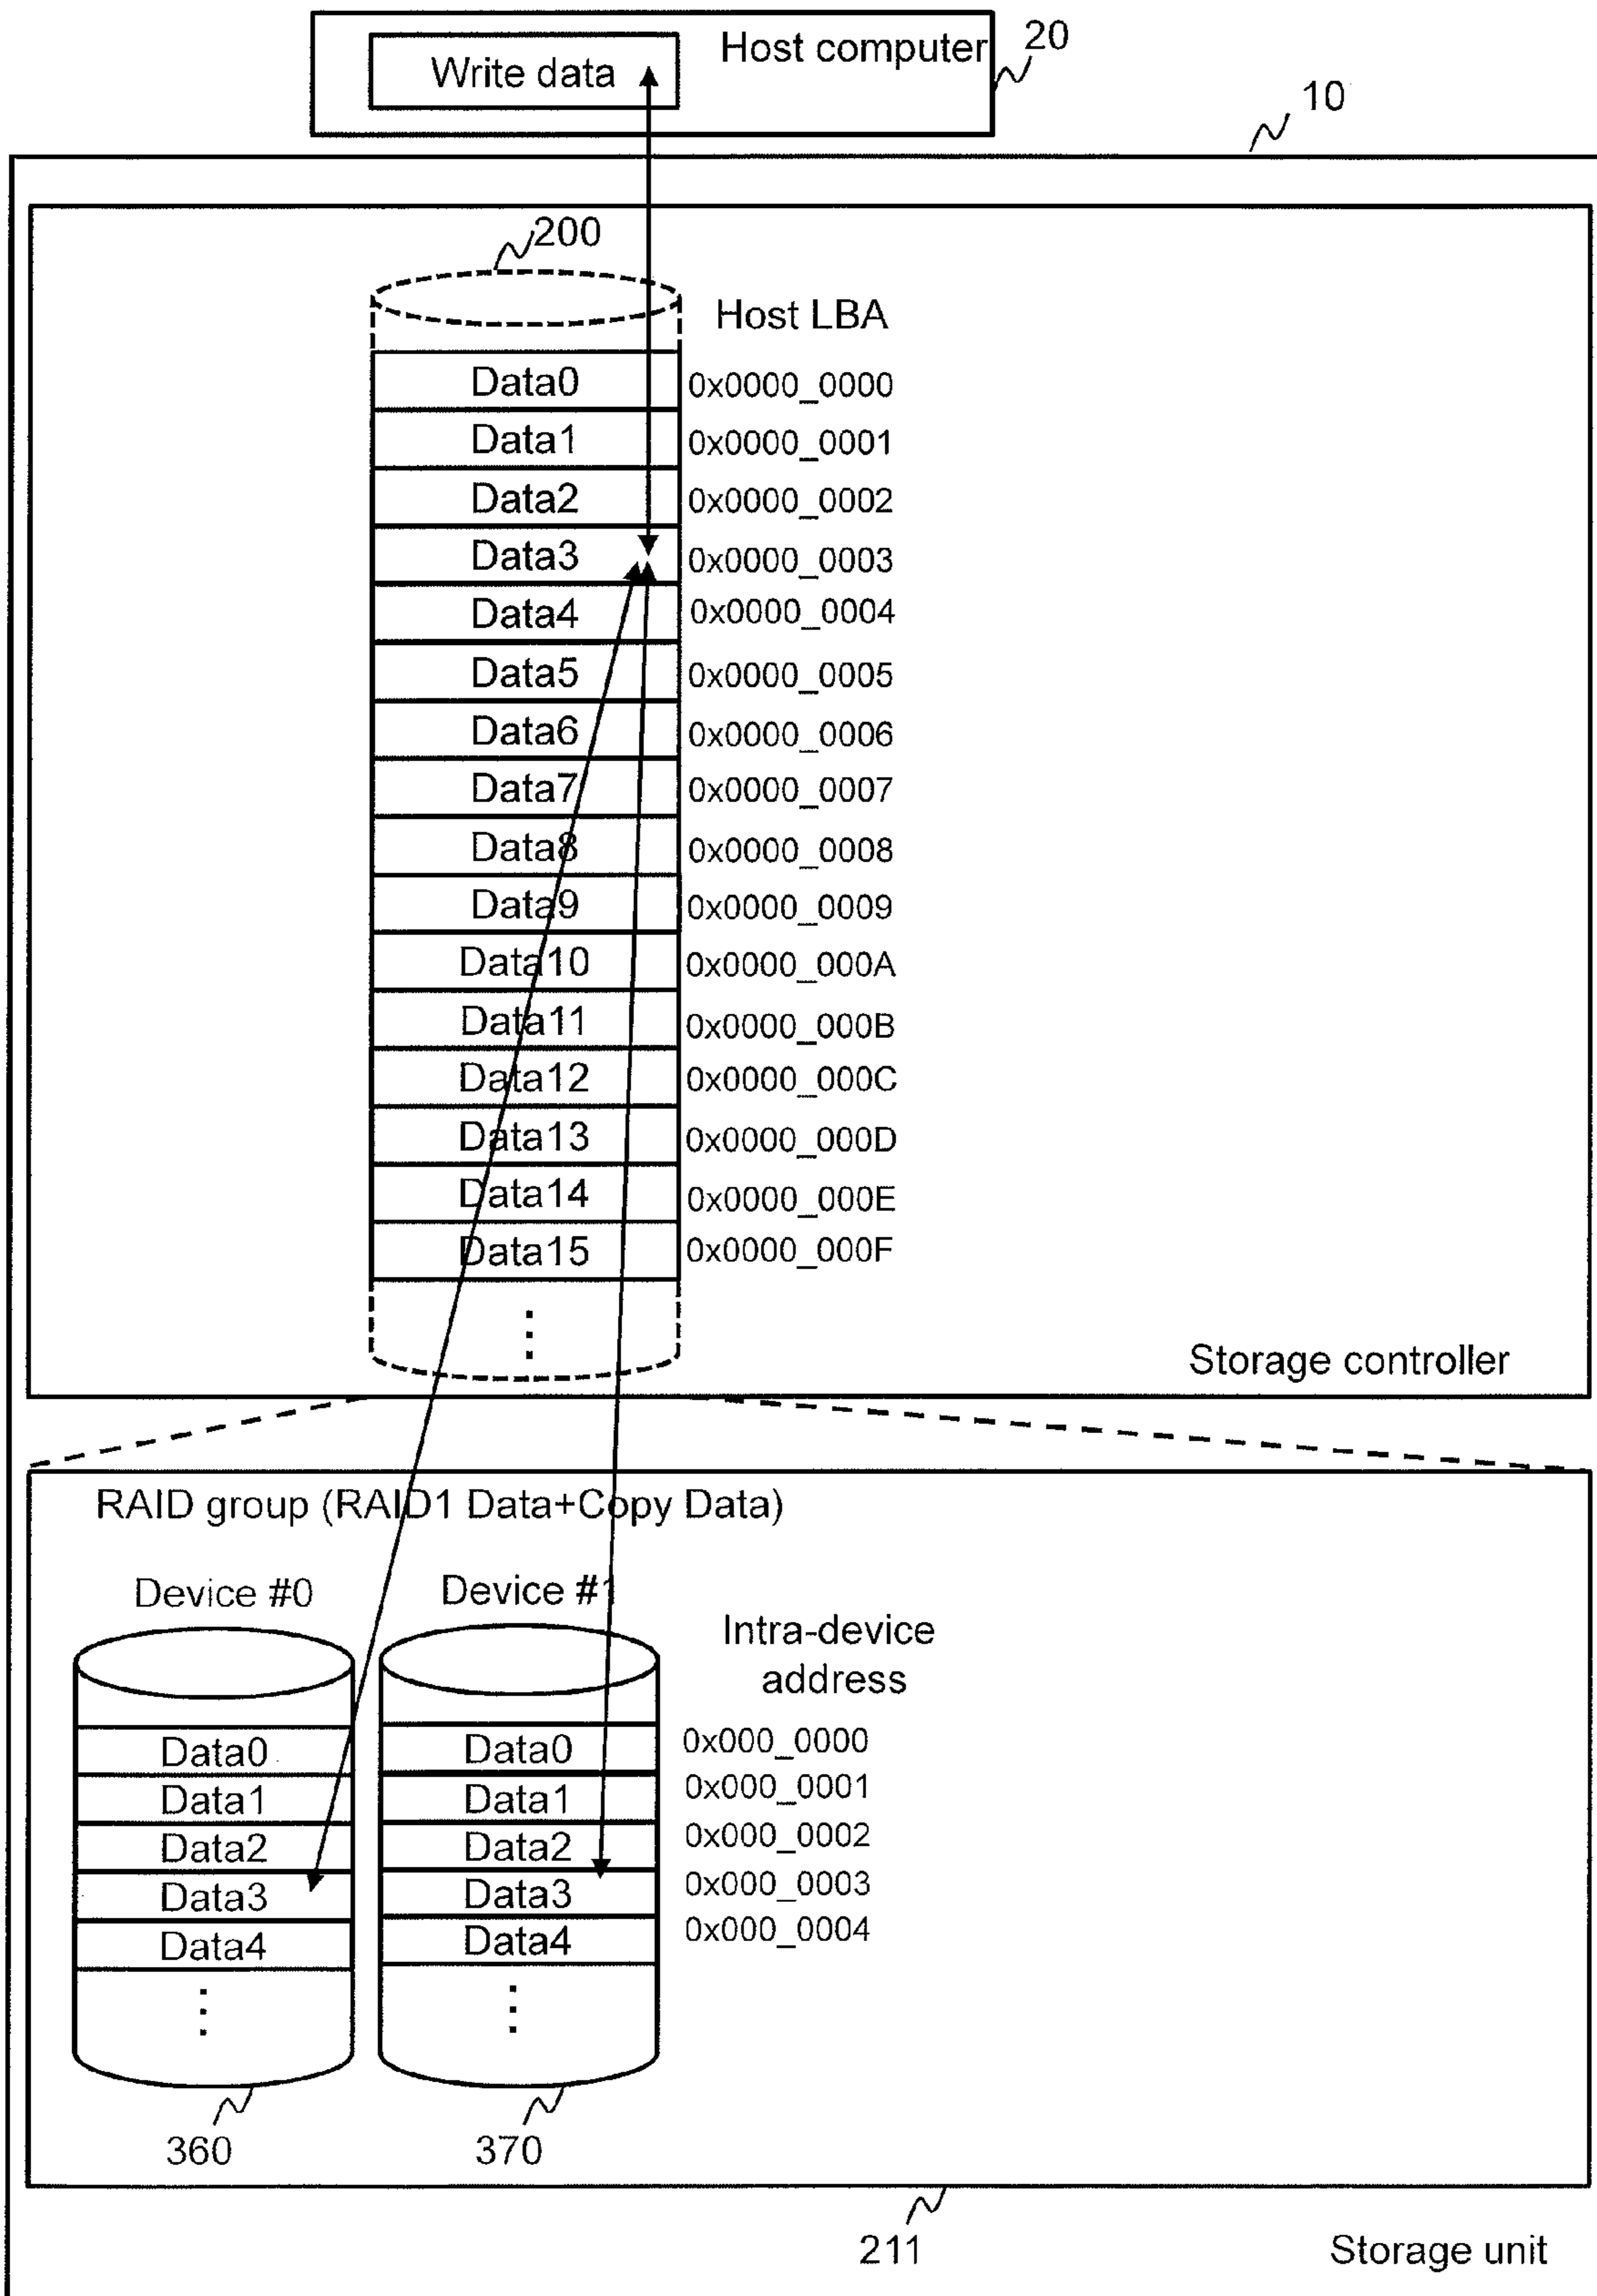 Host computer
20
Write data
10
200
Host LBA
Data0 0x0000_0000
Data1 0x0000_0001
Data2 0x0000_0002
Data3 0x0000_0003
Data4 0x0000_0004
Data5 0x0000_0005
Data6 0x0000_0006
Data7 0x0000_0007
Data8 0x0000_0008
Data9 0x0000_0009
Data10 0x0000_000A
Data11 0x0000_000B
Data12 0x0000_000C
Data13 0x0000_000D
Data14 0x0000_000E
Data15 0x0000_000F
Storage controller
RAID group (RAID1 Data+Copy Data)
Device #0 Device #1
Intra-device
address
Data0 Data0 0x000_0000
Data1 Data1 0x000_0001
Data2 Data2 0x000_0002
Data3 Data3 0x000_0003
Data4 Data4 0x000_0004
360 370
211
Storage unit